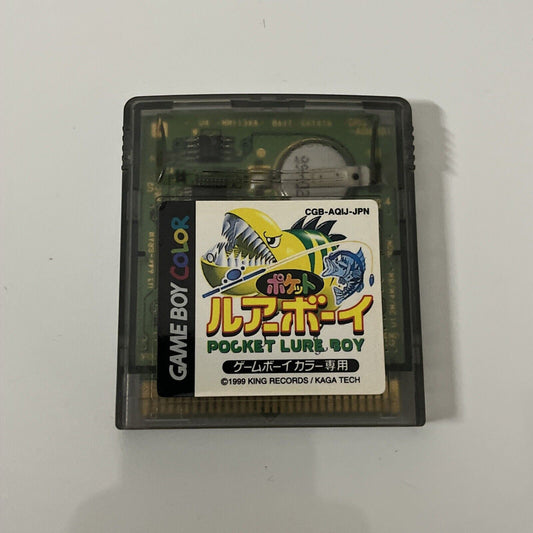 CGB-AQIJ-JPN
GAME BOY COLOR
ポケット
ルアーボーイ
POCKET LURE BOY
ゲームボーイカラー専用
©1999 KING RECORDS / KAGA TECH